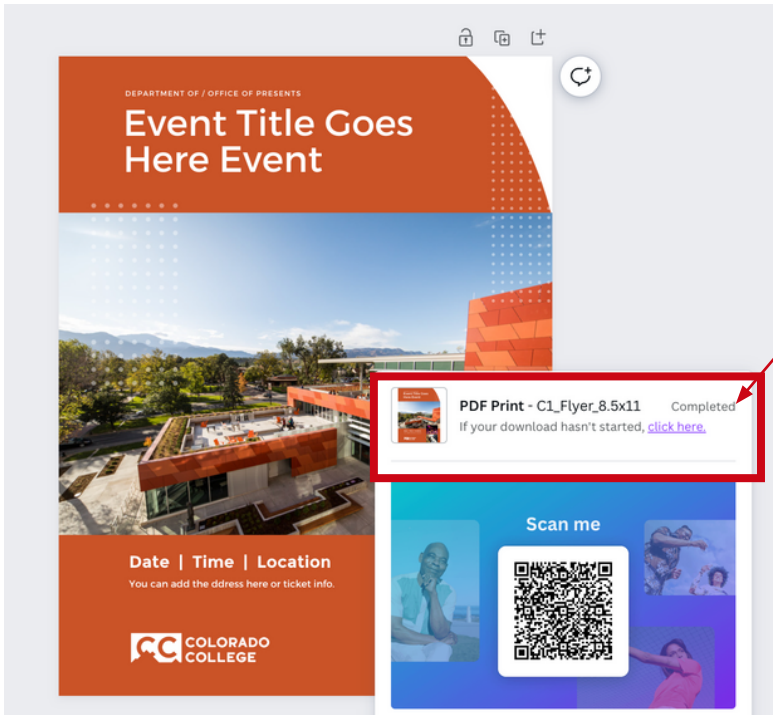 DEPARTMENT OF / OFFICE OF PRESENTS
Event Title Goes
Here Event
PDF Print - C1_Flyer_8.5x11 Completed
If your download hasn't started, click here.
Scan me
Date | Time | Location
You can add the ddress here or ticket info.
CC COLORADO
COLLEGE